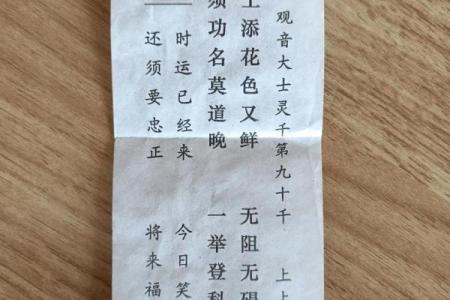 观音大士灵千第九十千 上上
上添花色又鲜 无阻无碍
须功名莫道晚 一举登科
时运已经来 今日笑
还须要忠正 将来福